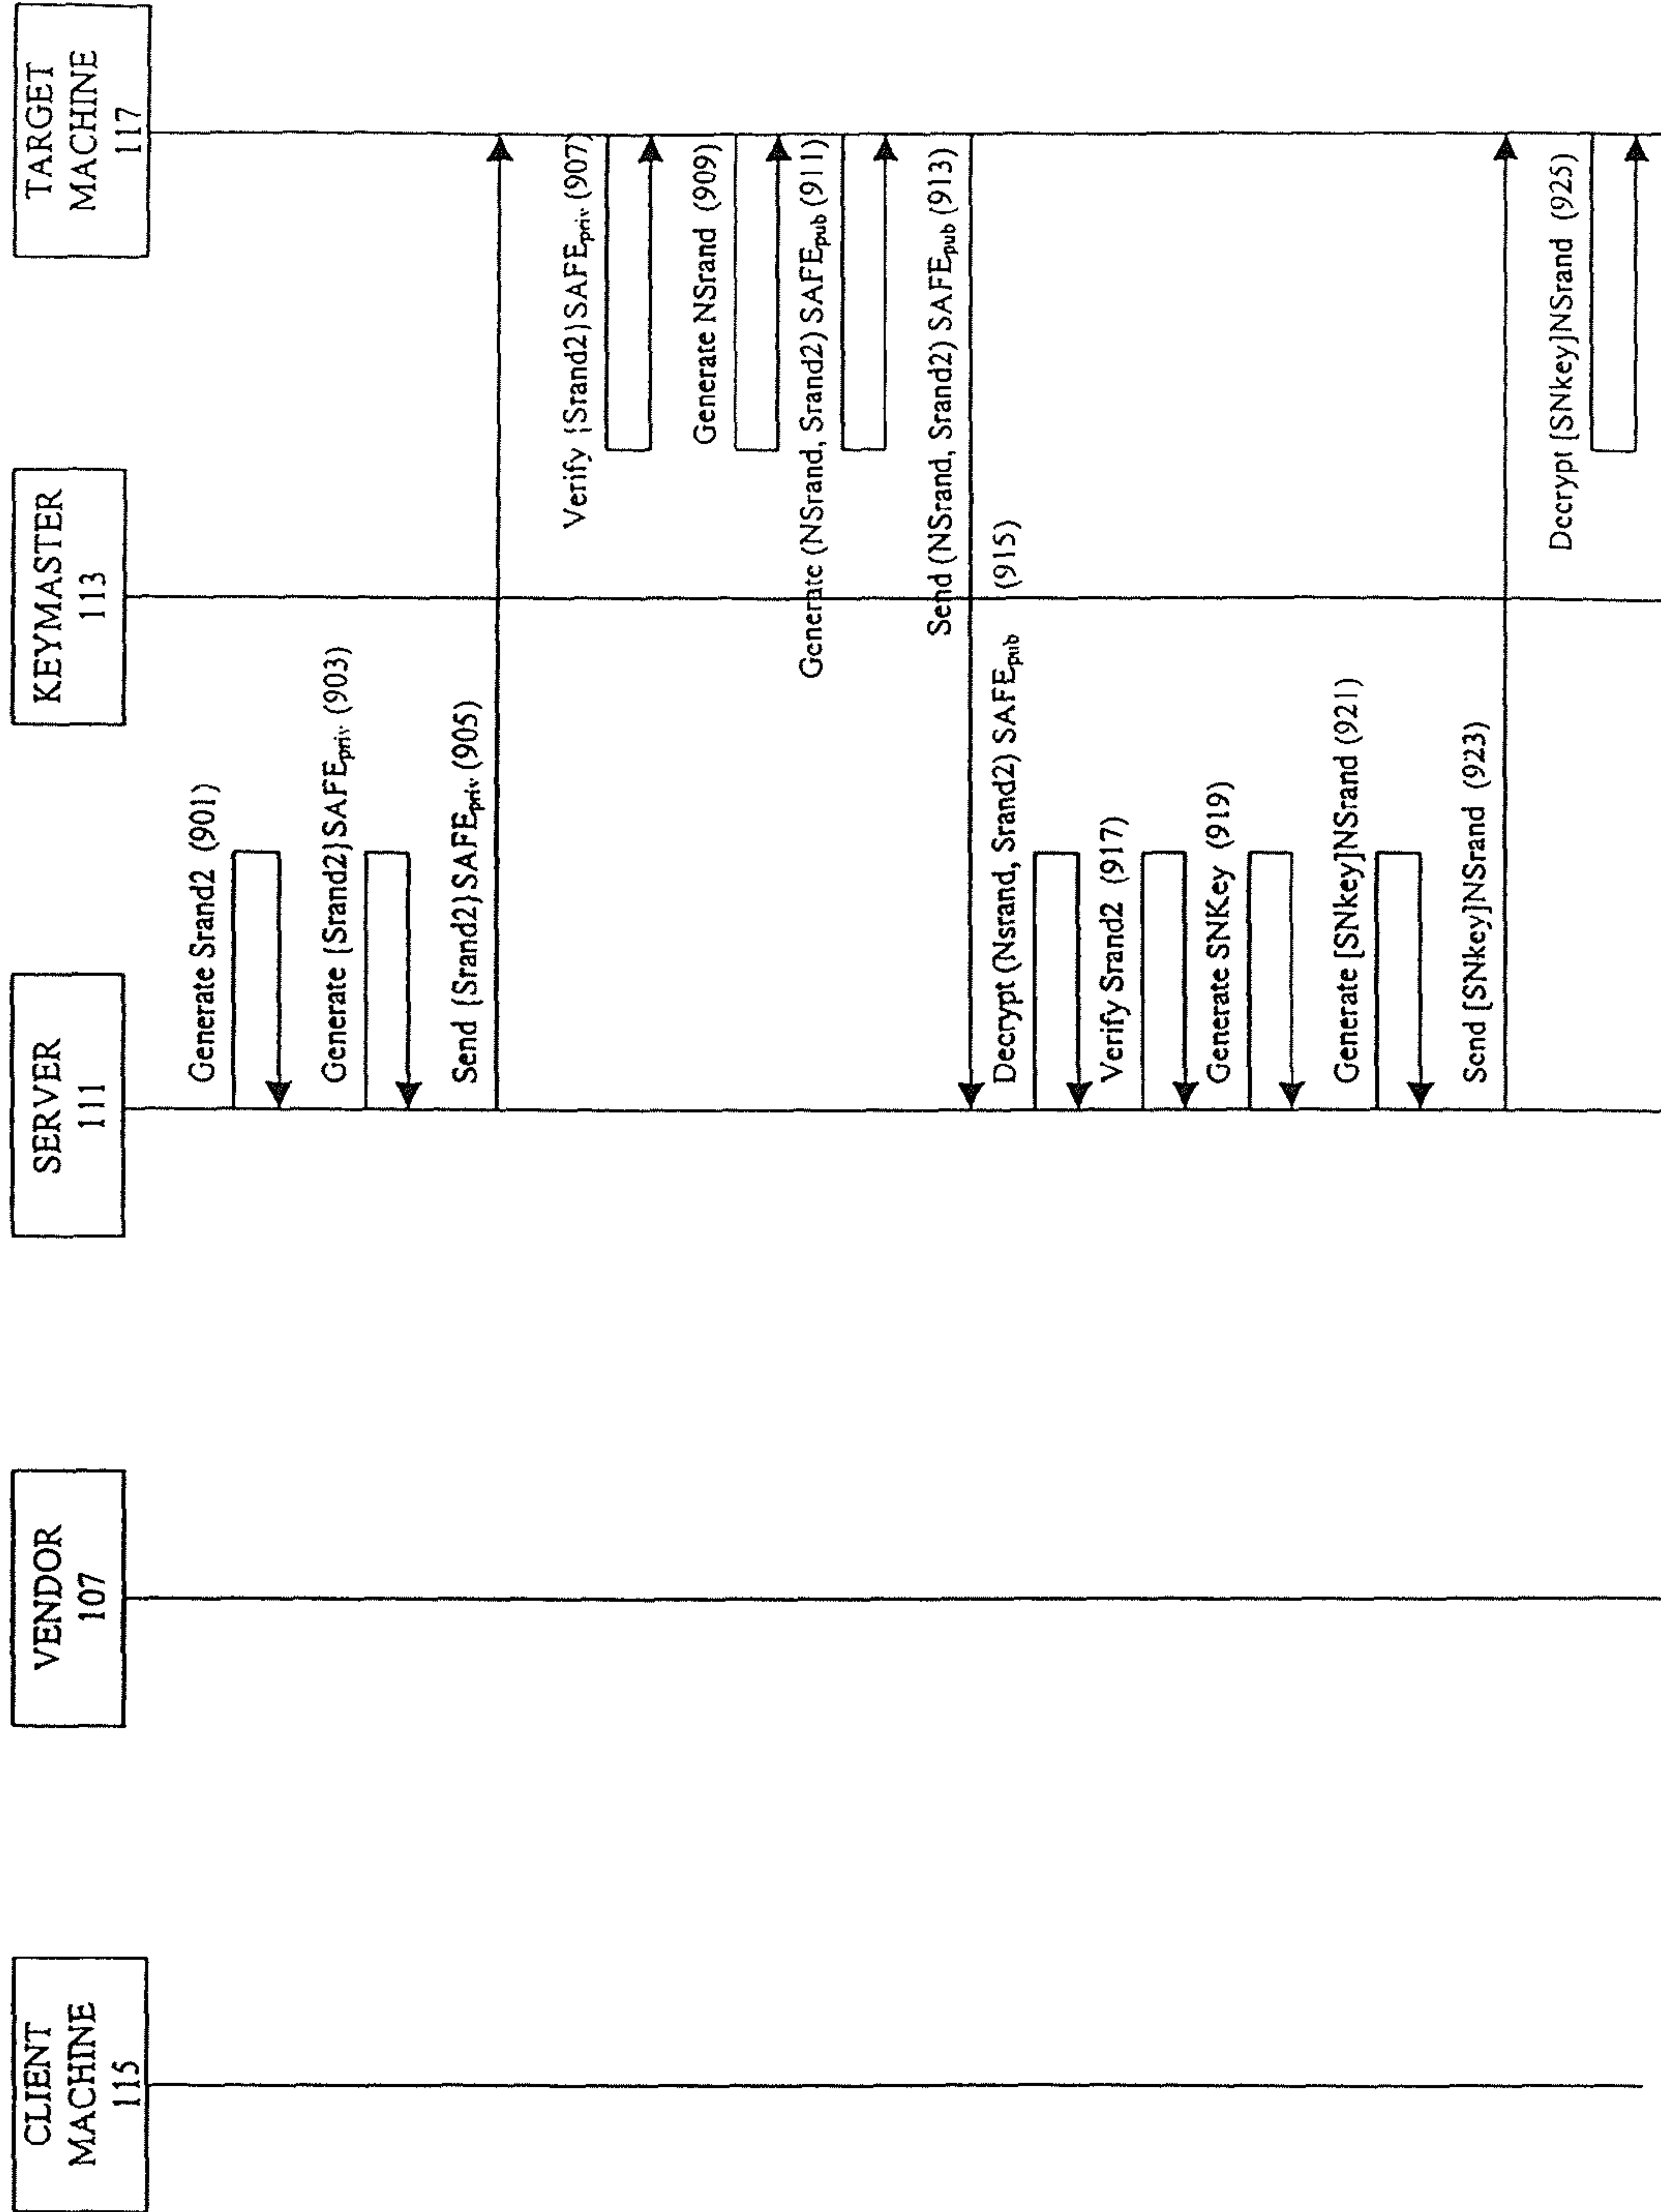 CLIENT
MACHINE
115
VENDOR
107
SERVER
111
KEYMASTER
113
TARGET
MACHINE
117
Generate Srand2 (901)
Generate {Srand2}SAFEpriv (903)
Send {Srand2}SAFEpriv (905)
Verify {Srand2}SAFEpriv (907)
Generate NSrand (909)
Generate (NSrand, Srand2) SAFEpub (911)
Send (NSrand, Srand2) SAFEpub (913)
Decrypt (Nsrand, Srand2) SAFEpub (915)
Verify Srand2 (917)
Generate SNKey (919)
Generate [SNkey]NSrand (921)
Send [SNkey]NSrand (923)
Decrypt [SNkey]NSrand (925)